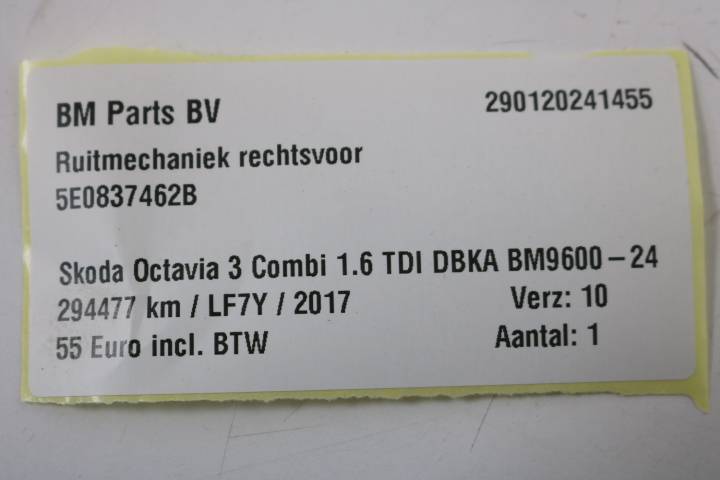 BM Parts BV 290120241455
Ruitmechaniek rechtsvoor
5E0837462B
Skoda Octavia 3 Combi 1.6 TDI DBKA BM9600-24
294477 km / LF7Y / 2017 Verz: 10
55 Euro incl. BTW Aantal: 1